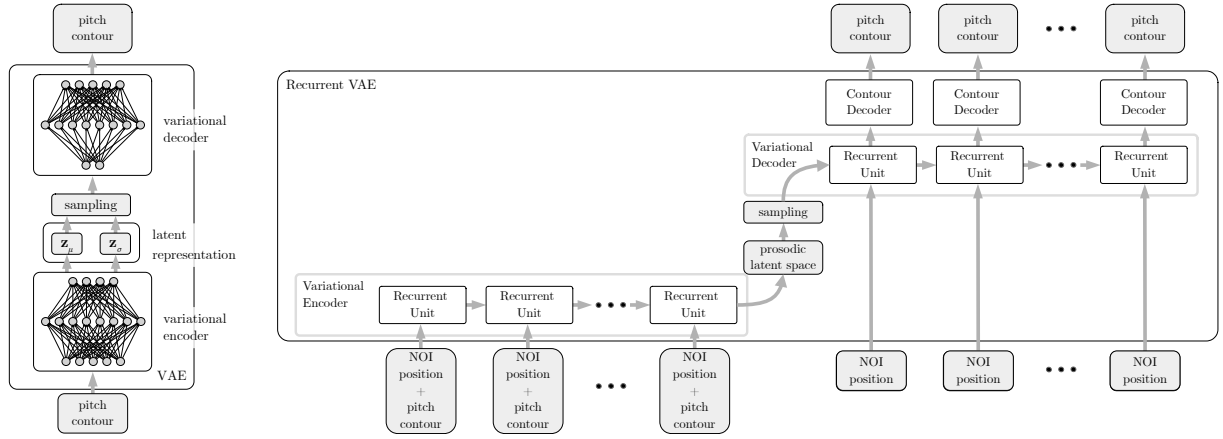 pitch
contour
variational
decoder
sampling
z_μ
z_σ
latent
representation
variational
encoder
VAE
pitch
contour
Recurrent VAE
pitch
contour
pitch
contour
pitch
contour
Contour
Decoder
Contour
Decoder
Contour
Decoder
Variational
Decoder
Recurrent
Unit
Recurrent
Unit
Recurrent
Unit
sampling
prosodic
latent space
Variational
Encoder
Recurrent
Unit
Recurrent
Unit
Recurrent
Unit
NOI
position
+
pitch
contour
NOI
position
+
pitch
contour
NOI
position
+
pitch
contour
NOI
position
NOI
position
NOI
position